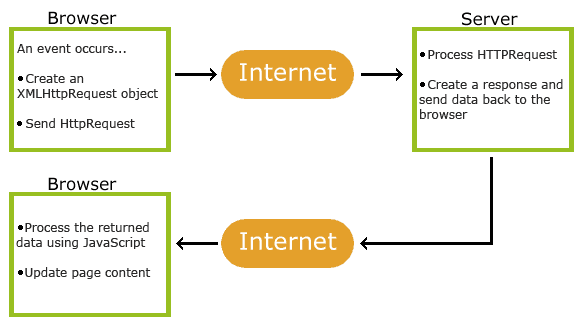 Browser
An event occurs...
•Create an
XMLHttpRequest object
• Send HttpRequest
Internet
Server
• Process HTTPRequest
•Create a response and
send data back to the
browser
Browser
•Process the returned
data using JavaScript
•Update page content
Internet